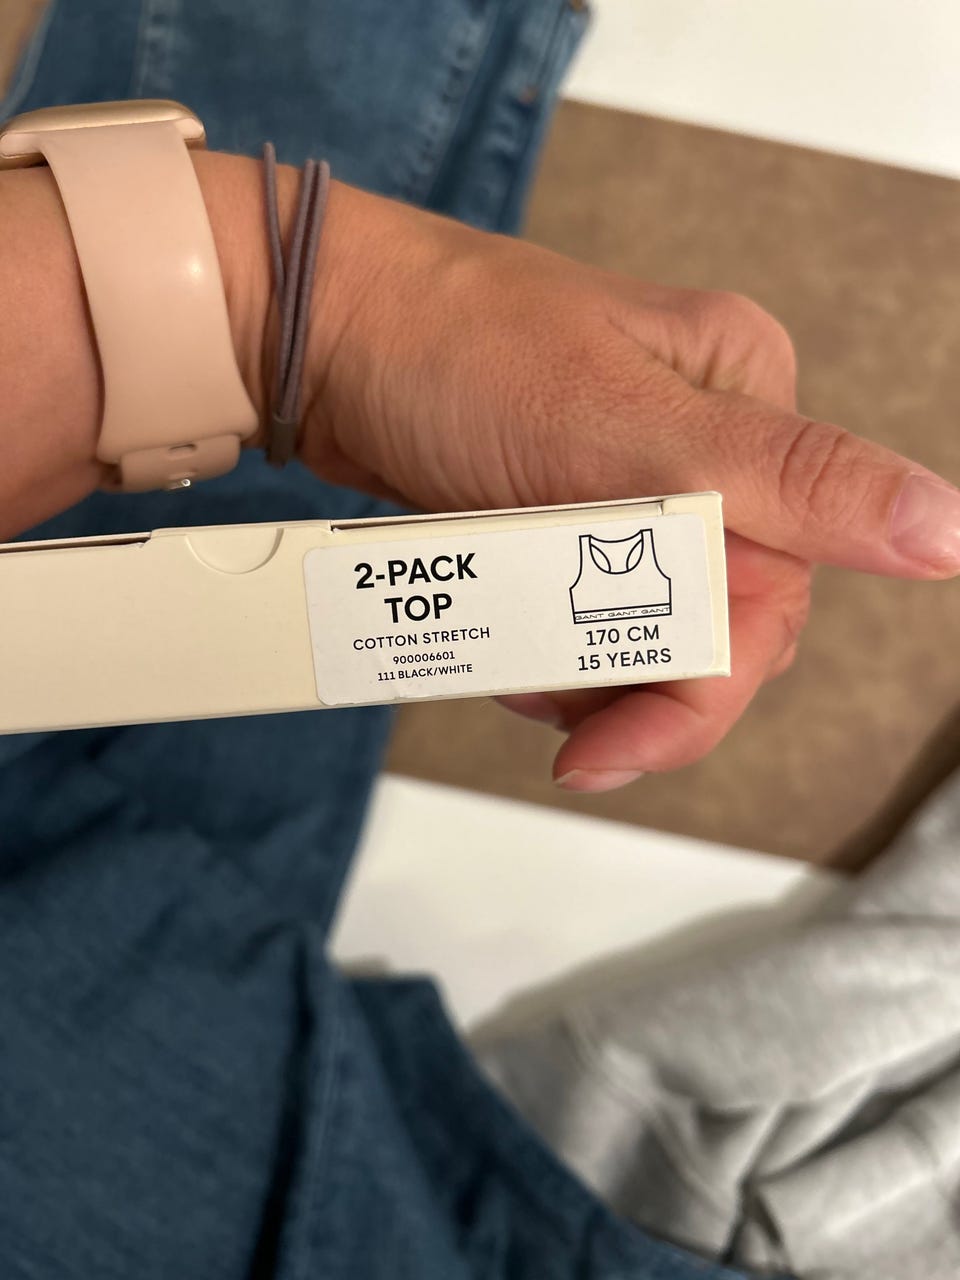 2-PACK
TOP
COTTON STRETCH
900006601
111 BLACK/WHITE
GANT GANT GANT
170 CM
15 YEARS